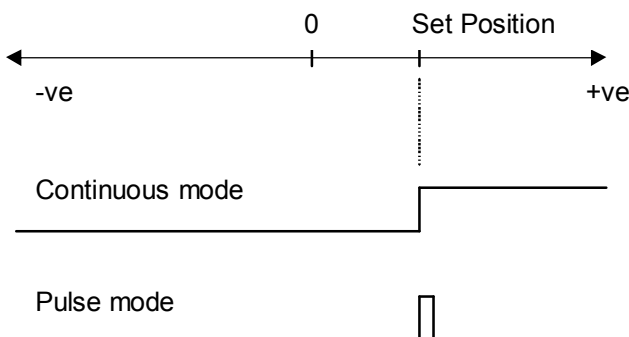 0 Set Position
-ve +ve
Continuous mode
Pulse mode